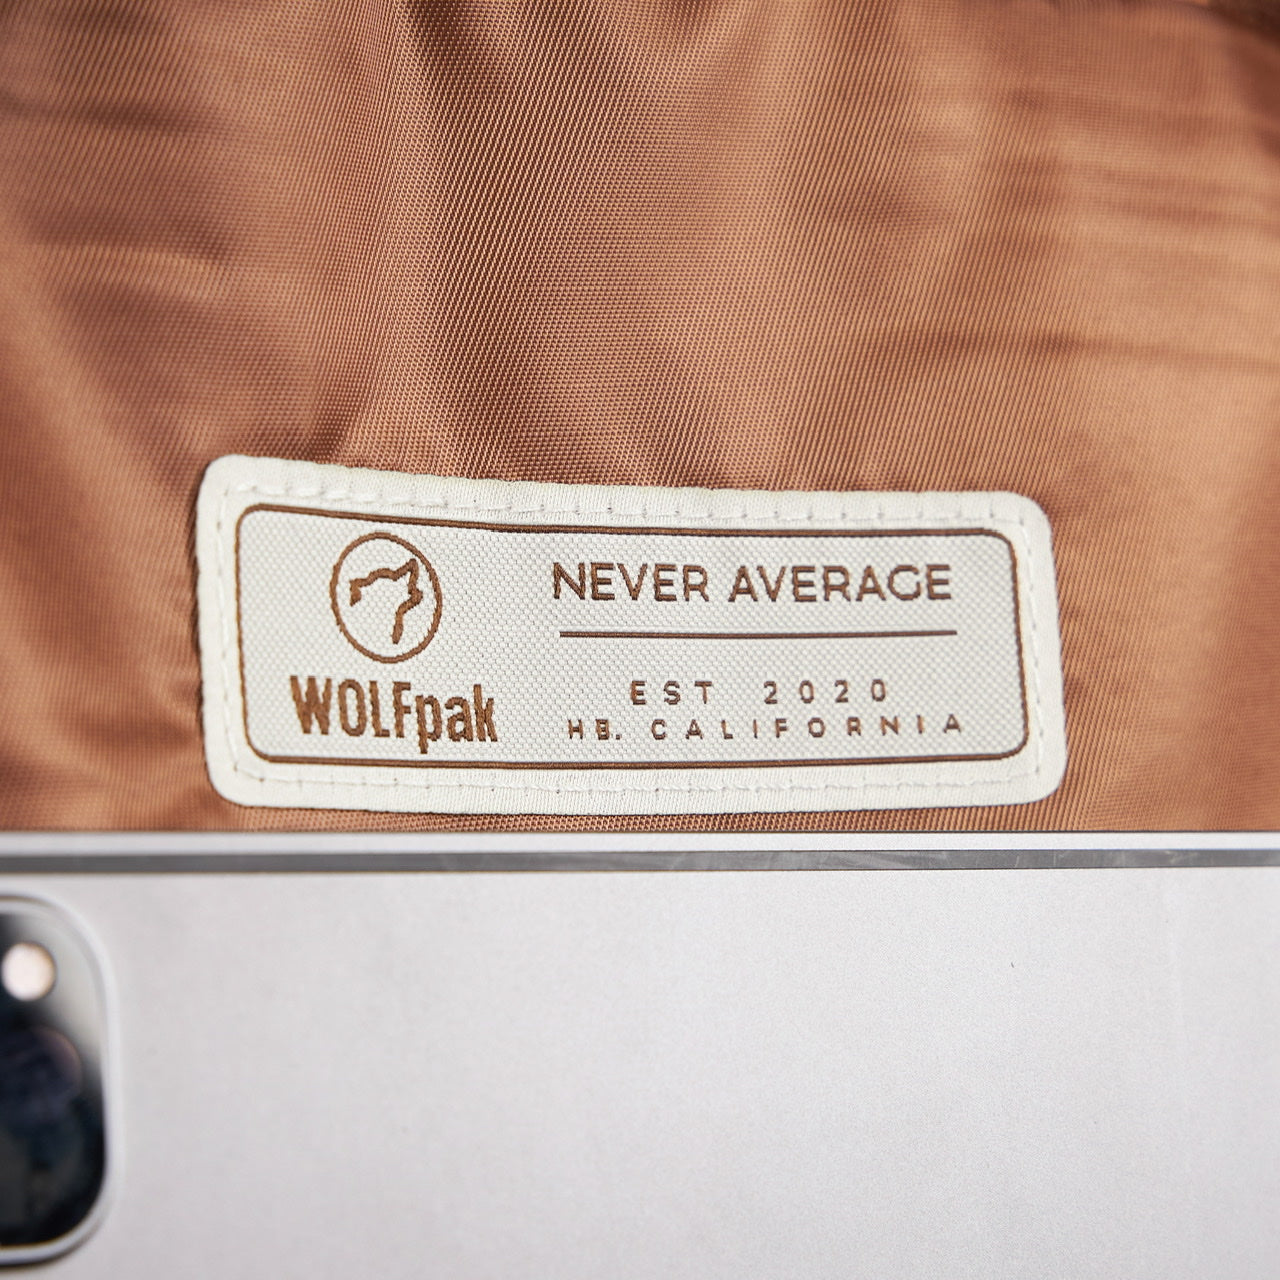 WOLFpak
NEVER AVERAGE
EST 2020
HB. CALIFORNIA